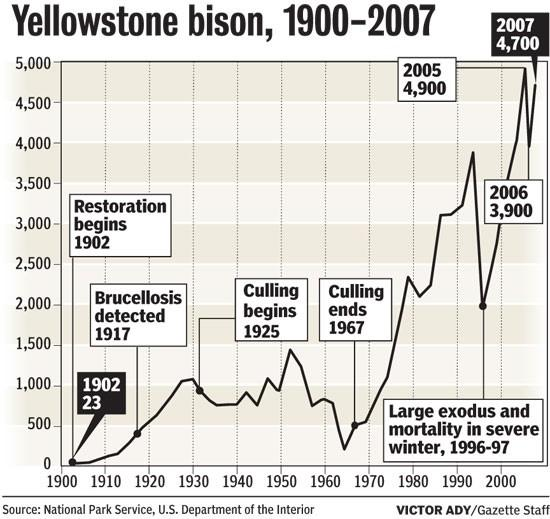 Yellowstone bison, 1900–2007
2007
4,700
5,000
4,500
4,000
3,500
3,000
2,500
2,000
1,500
1,000
500
0
2005
4,900
2006
3,900
Restoration
begins
1902
Brucellosis
detected
1917
Culling
begins
1925
Culling
ends
1967
1902
23
Large exodus and
mortality in severe
winter, 1996-97
1900 1910 1920 1930 1940 1950 1960 1970 1980 1990 2000
Source: National Park Service, U.S. Department of the Interior
VICTOR ADY/Gazette Staff